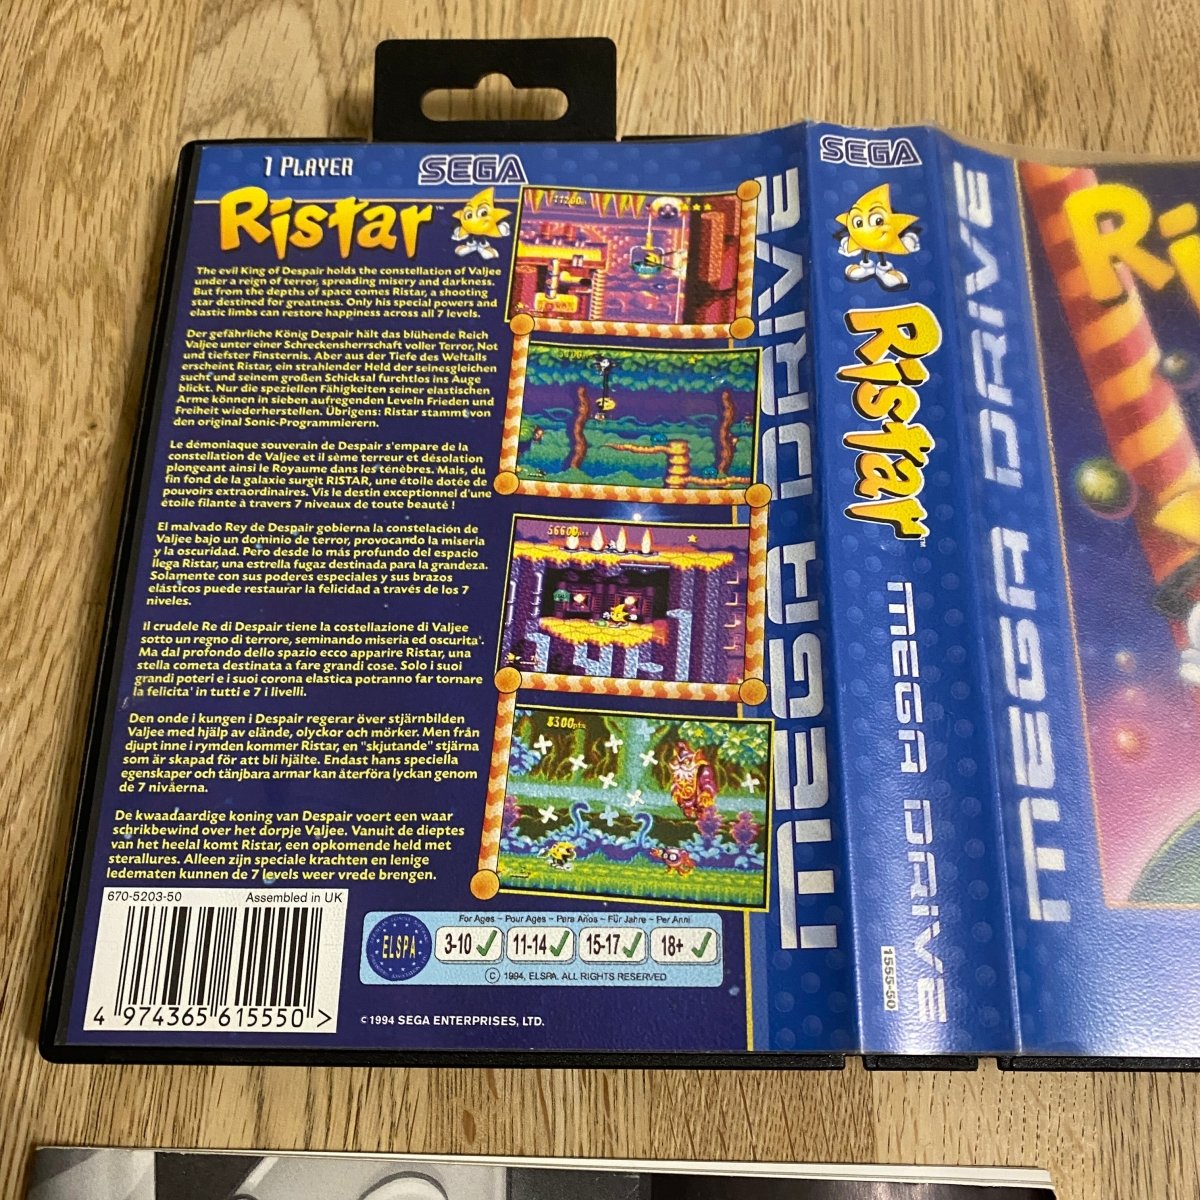 1 PLAYER
SEGA
Ristar™
The evil King of Despair holds the constellation of Valjee
under a reign of terror, spreading misery and darkness.
But from the depths of space comes Ristar, a shooting
star destined for greatness. Only his special powers and
elastic limbs can restore happiness across all 7 levels.
Der gefährliche König Despair hält das blühende Reich
Valjee unter einer Schreckensherrschaft voller Terror, Not
und tiefster Finsternis. Aber aus der Tiefe des Weltalls
erscheint Ristar, ein strahlender Held der seinesgleichen
sucht und seinem großen Schicksal furchtlos ins Auge
blickt. Nur die speziellen Fähigkeiten seiner elastischen
Arme können in sieben aufregenden Leveln Frieden und
Freiheit wiederherstellen. Übrigens: Ristar stammt von
den original Sonic-Programmierern.
Le démoniaque souverain de Despair s'empare de la
constellation de Valjee et il sème terreur et désolation
plongeant ainsi le Royaume dans les ténèbres. Mais, du
fin fond de la galaxie surgit RISTAR, une étoile dotée de
pouvoirs extraordinaires. Vis le destin exceptionnel d'une
étoile filante à travers 7 niveaux de toute beauté !
El malvado Rey de Despair gobierna la constelación de
Valjee bajo un dominio de terror, provocando la miseria
y la oscuridad. Pero desde lo más profundo del espacio
llega Ristar, una estrella fugaz destinada para la grandeza.
Solamente con sus poderes especiales y sus brazos
elásticos puede restaurar la felicidad a través de los 7
niveles.
Il crudele Re di Despair tiene la costellazione di Valjee
sotto un regno di terrore, seminando miseria ed oscurita'.
Ma dal profondo dello spazio ecco apparire Ristar, una
stella cometa destinata a fare grandi cose. Solo i suoi
grandi poteri e i suoi corona elastica potranno far tornare
la felicita' in tutti e 7 i livelli.
Den onde i kungen i Despair regerar över stjärnbilden
Valjee med hjälp av elände, olyckor och mörker. Men från
djupt inne i rymden kommer Ristar, en "skjutande" stjärna
som är skapad för att bli hjälte. Endast hans speciella
egenskaper och tänjbara armar kan återföra lyckan genom
de 7 nivåerna.
De kwaadaardige koning van Despair voert een waar
schrikbewind over het dorpje Valjee. Vanuit de dieptes
van het heelal komt Ristar, een opkomende held met
sterallures. Alleen zijn speciale krachten en lenige
ledematen kunnen de 7 levels weer vrede brengen.
670-5203-50 Assembled in UK
4 974365 615550 >
ELSPA
For Ages ~ Pour Ages ~ Para Años ~ Für Jahre ~ Per Anni
3-10 11-14 15-17 18+
© 1994, ELSPA. ALL RIGHTS RESERVED
©1994 SEGA ENTERPRISES, LTD.
56600pts
8300pts
MEGA DRIVE
SEGA
Ristar™
MEGA DRIVE
1555-50
MEGA DRIVE
Ri